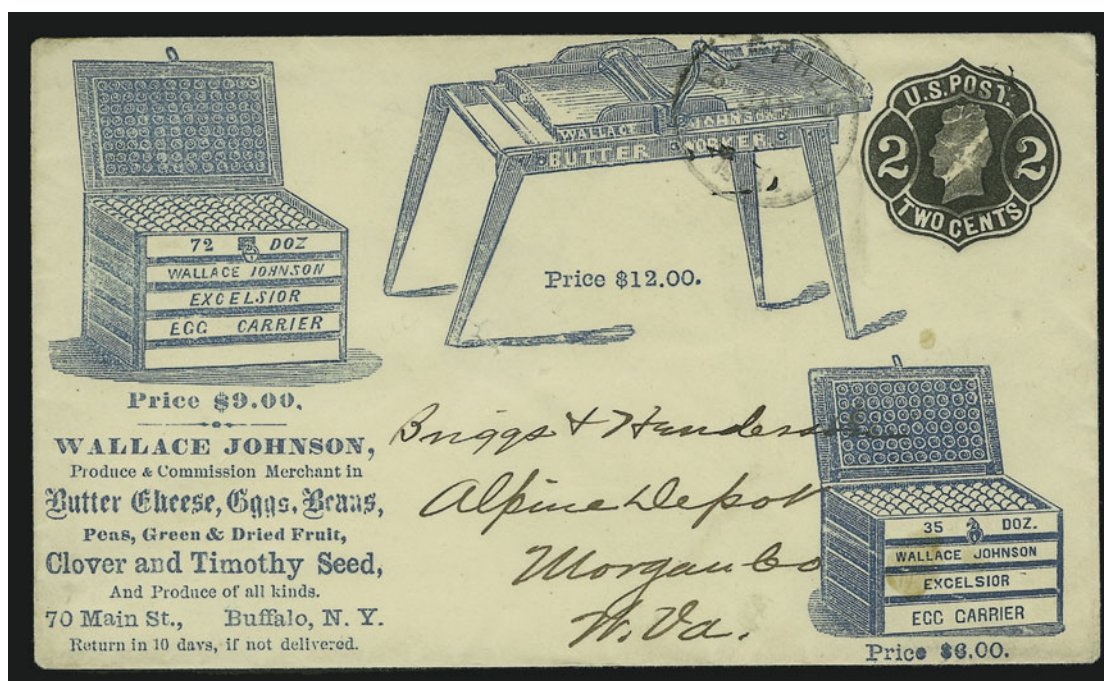 72 DOZ
WALLACE JOHNSON
EXCELSIOR
EGG CARRIER
Price $9.00.
WALLACE JOHNSON,
Produce & Commission Merchant in
Butter Cheese, Eggs, Beans,
Peas, Green & Dried Fruit,
Clover and Timothy Seed,
And Produce of all kinds.
70 Main St., Buffalo, N. Y.
Return in 10 days, if not delivered.
WALLACE JOHNSON
BUTTER WORKER
Price $12.00.
U.S. POST.
2 2
TWO CENTS
Briggs &
Alpine Depot
Morgan Co
W. Va.
35 DOZ.
WALLACE JOHNSON
EXCELSIOR
EGG CARRIER
Price $6.00.